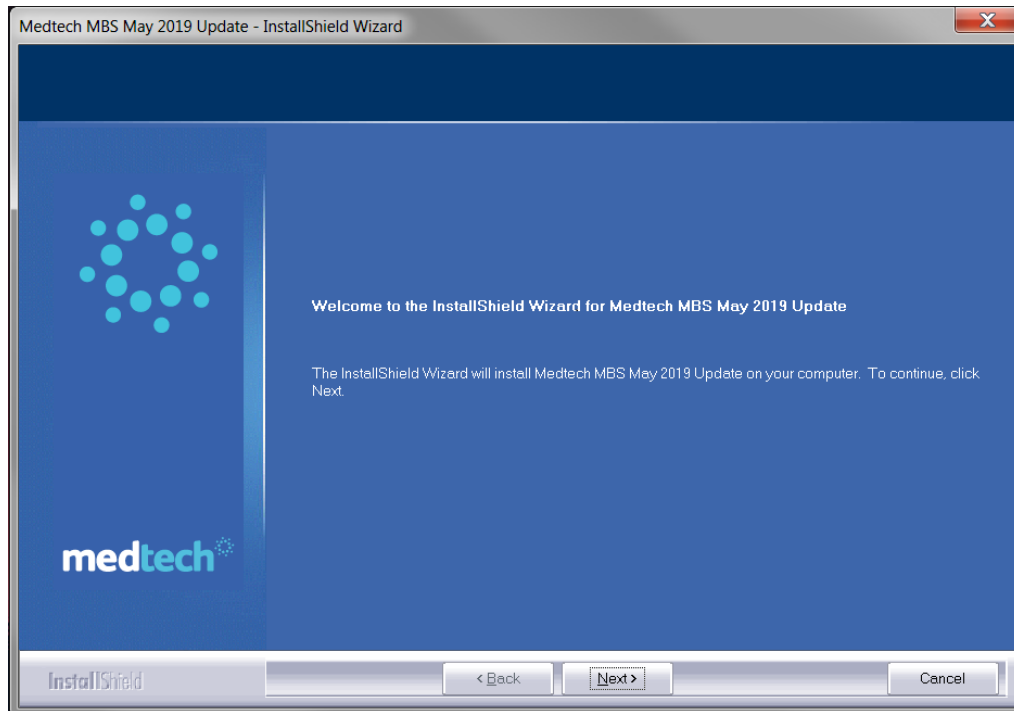 Medtech MBS May 2019 Update - InstallShield Wizard
Welcome to the InstallShield Wizard for Medtech MBS May 2019 Update
The InstallShield Wizard will install Medtech MBS May 2019 Update on your computer.  To continue, click
Next.
medtech
InstallShield
< Back
Next >
Cancel